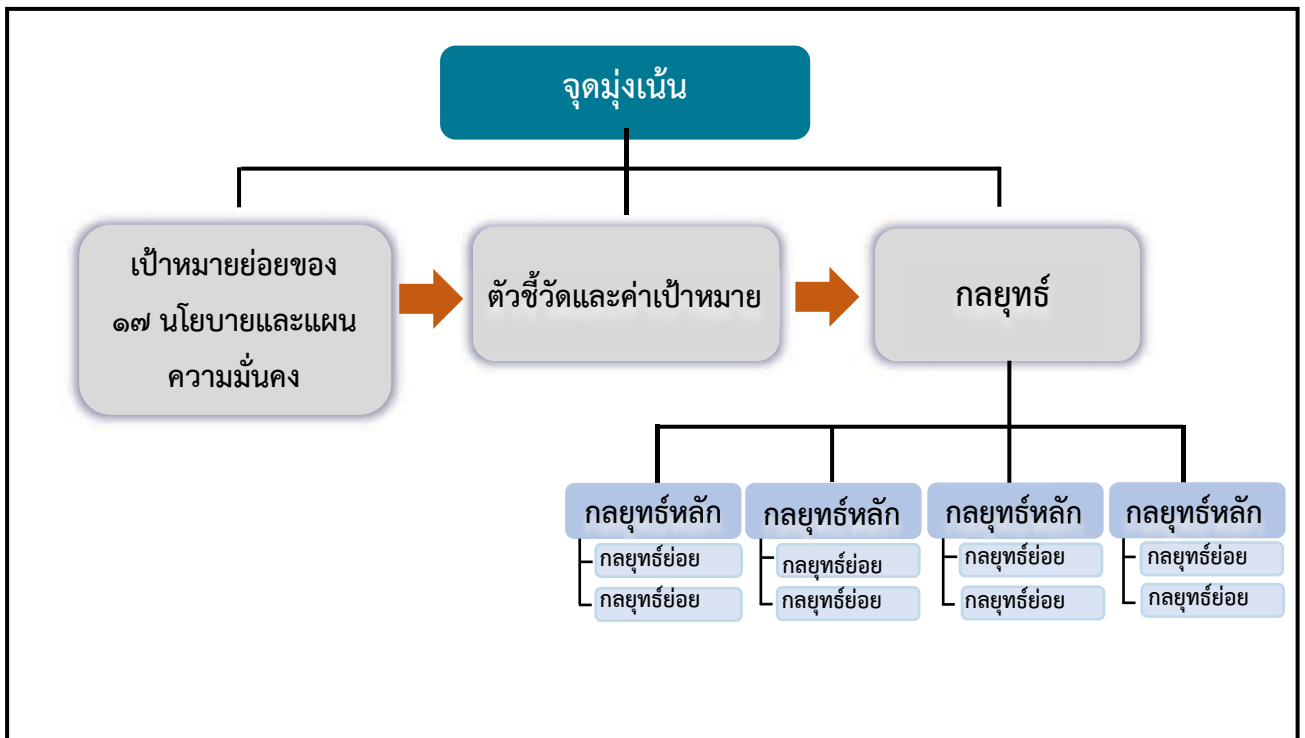 จุดมุ่งเน้น
เป้าหมายย่อยของ
๑๗ นโยบายและแผน
ความมั่นคง
ตัวชี้วัดและค่าเป้าหมาย
กลยุทธ์
กลยุทธ์หลัก
กลยุทธ์ย่อย
กลยุทธ์ย่อย
กลยุทธ์หลัก
กลยุทธ์ย่อย
กลยุทธ์ย่อย
กลยุทธ์หลัก
กลยุทธ์ย่อย
กลยุทธ์ย่อย
กลยุทธ์หลัก
กลยุทธ์ย่อย
กลยุทธ์ย่อย